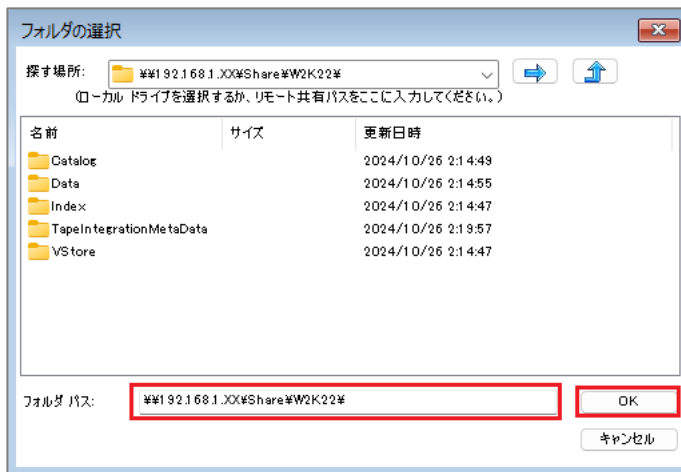 フォルダの選択
探す場所: ¥¥192.168.1.XX¥Share¥W2K22¥
(ローカル ドライブを選択するか、リモート共有パスをここに入力してください。)
名前 サイズ 更新日時
Catalog 2024/10/26 2:14:49
Data 2024/10/26 2:14:55
Index 2024/10/26 2:14:47
TapeIntegrationMetaData 2024/10/26 2:19:57
VStore 2024/10/26 2:14:47
フォルダ パス: ¥¥192.168.1.XX¥Share¥W2K22¥ OK
キャンセル